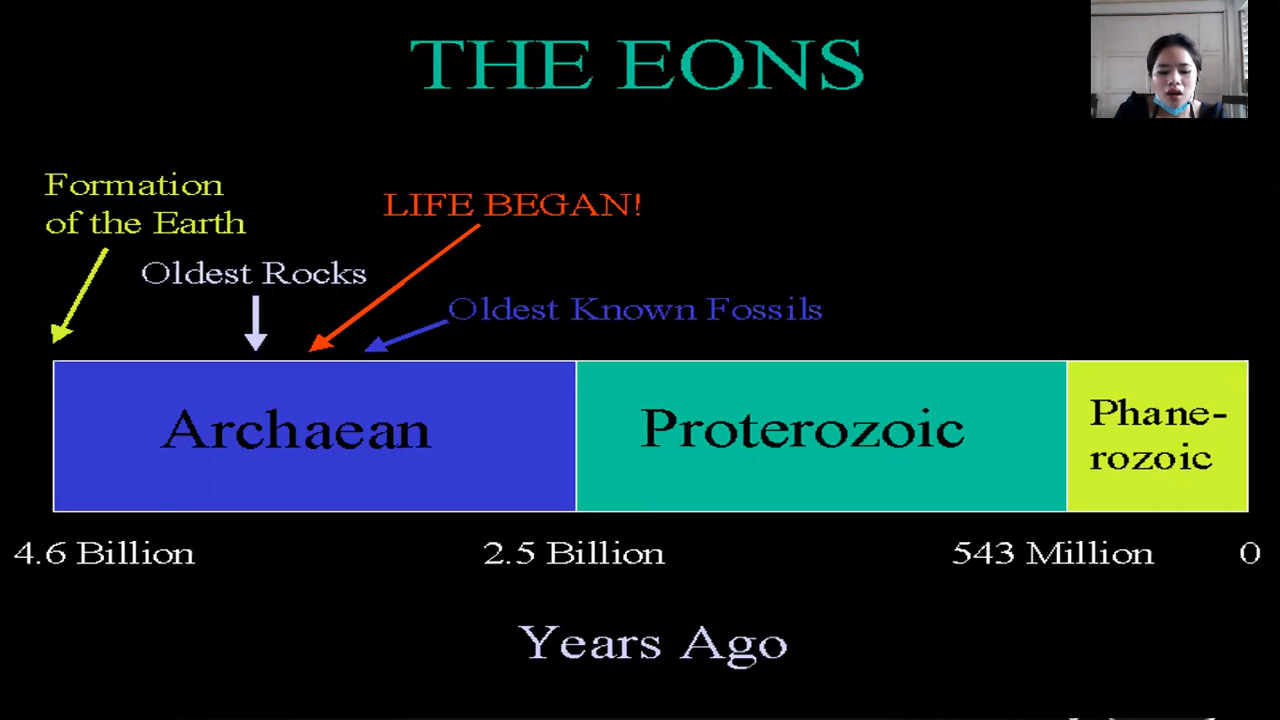 THE EONS
Formation
of the Earth
LIFE BEGAN!
Oldest Rocks
Oldest Known Fossils
Archaean
Proterozoic
Phane-
rozoic
4.6 Billion
2.5 Billion
543 Million
0
Years Ago